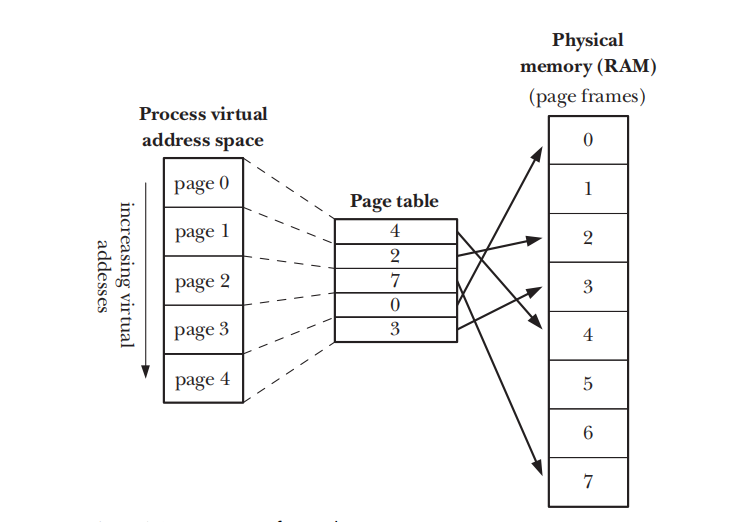 Physical
memory (RAM)
(page frames)
Process virtual
address space
increasing virtual
addesses
page 0
page 1
page 2
page 3
page 4
Page table
4
2
7
0
3
0
1
2
3
4
5
6
7